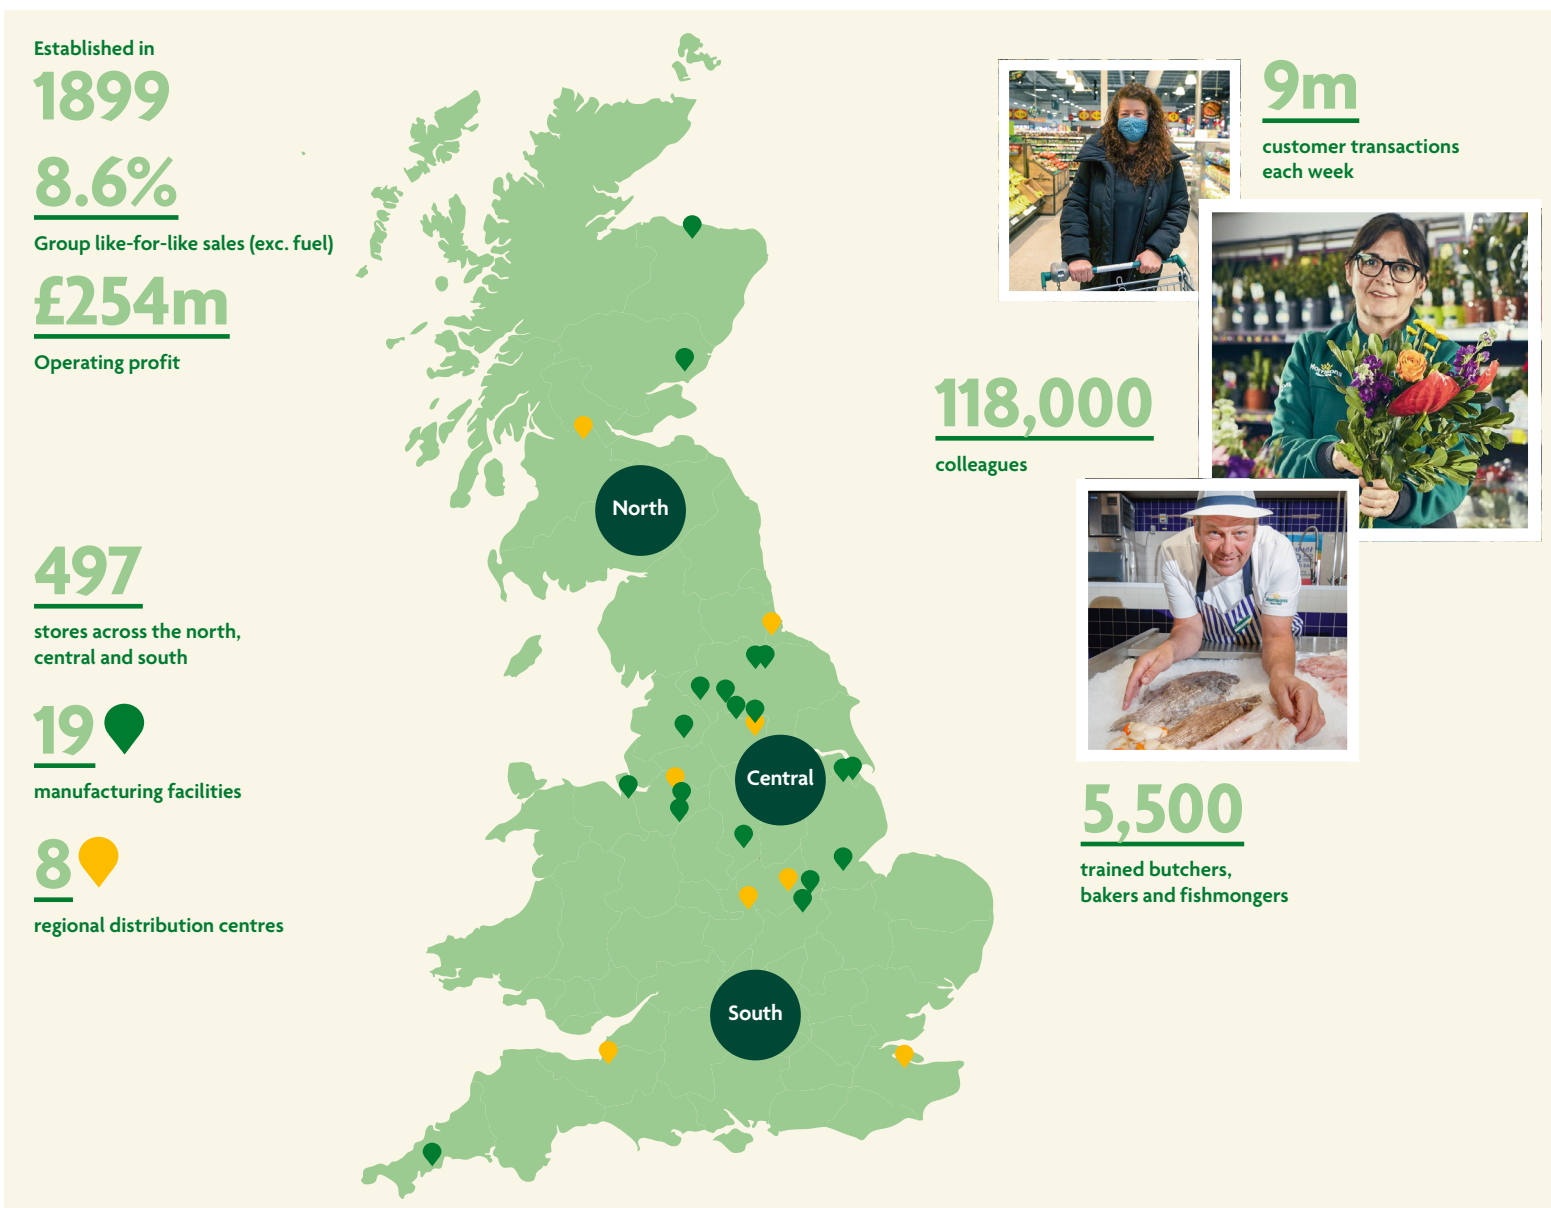 Established in
1899
8.6%
Group like-for-like sales (exc. fuel)
£254m
Operating profit
497
stores across the north,
central and south
19
manufacturing facilities
8
regional distribution centres
North
Central
South
9m
customer transactions
each week
118,000
colleagues
Morrisons
5,500
trained butchers,
bakers and fishmongers